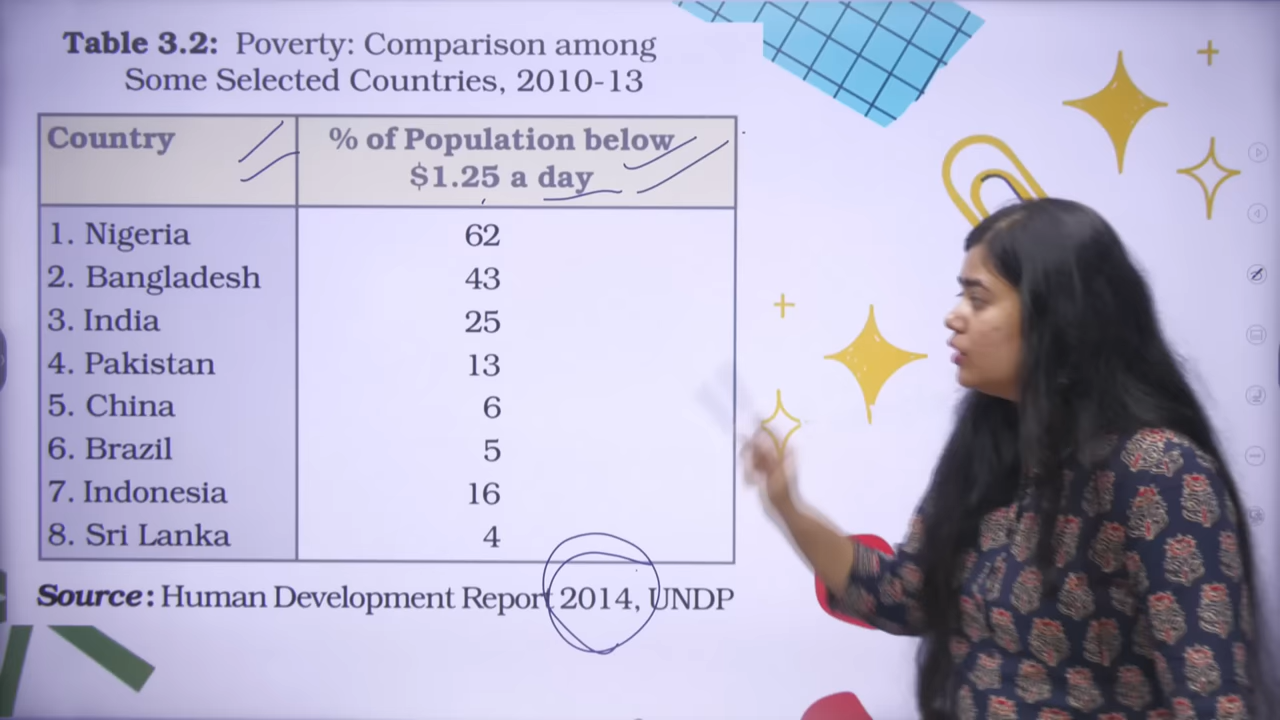 Table 3.2: Poverty: Comparison among
Some Selected Countries, 2010-13
Country % of Population below
$1.25 a day
1. Nigeria 62
2. Bangladesh 43
3. India 25
4. Pakistan 13
5. China 6
6. Brazil 5
7. Indonesia 16
8. Sri Lanka 4
Source: Human Development Report 2014, UNDP